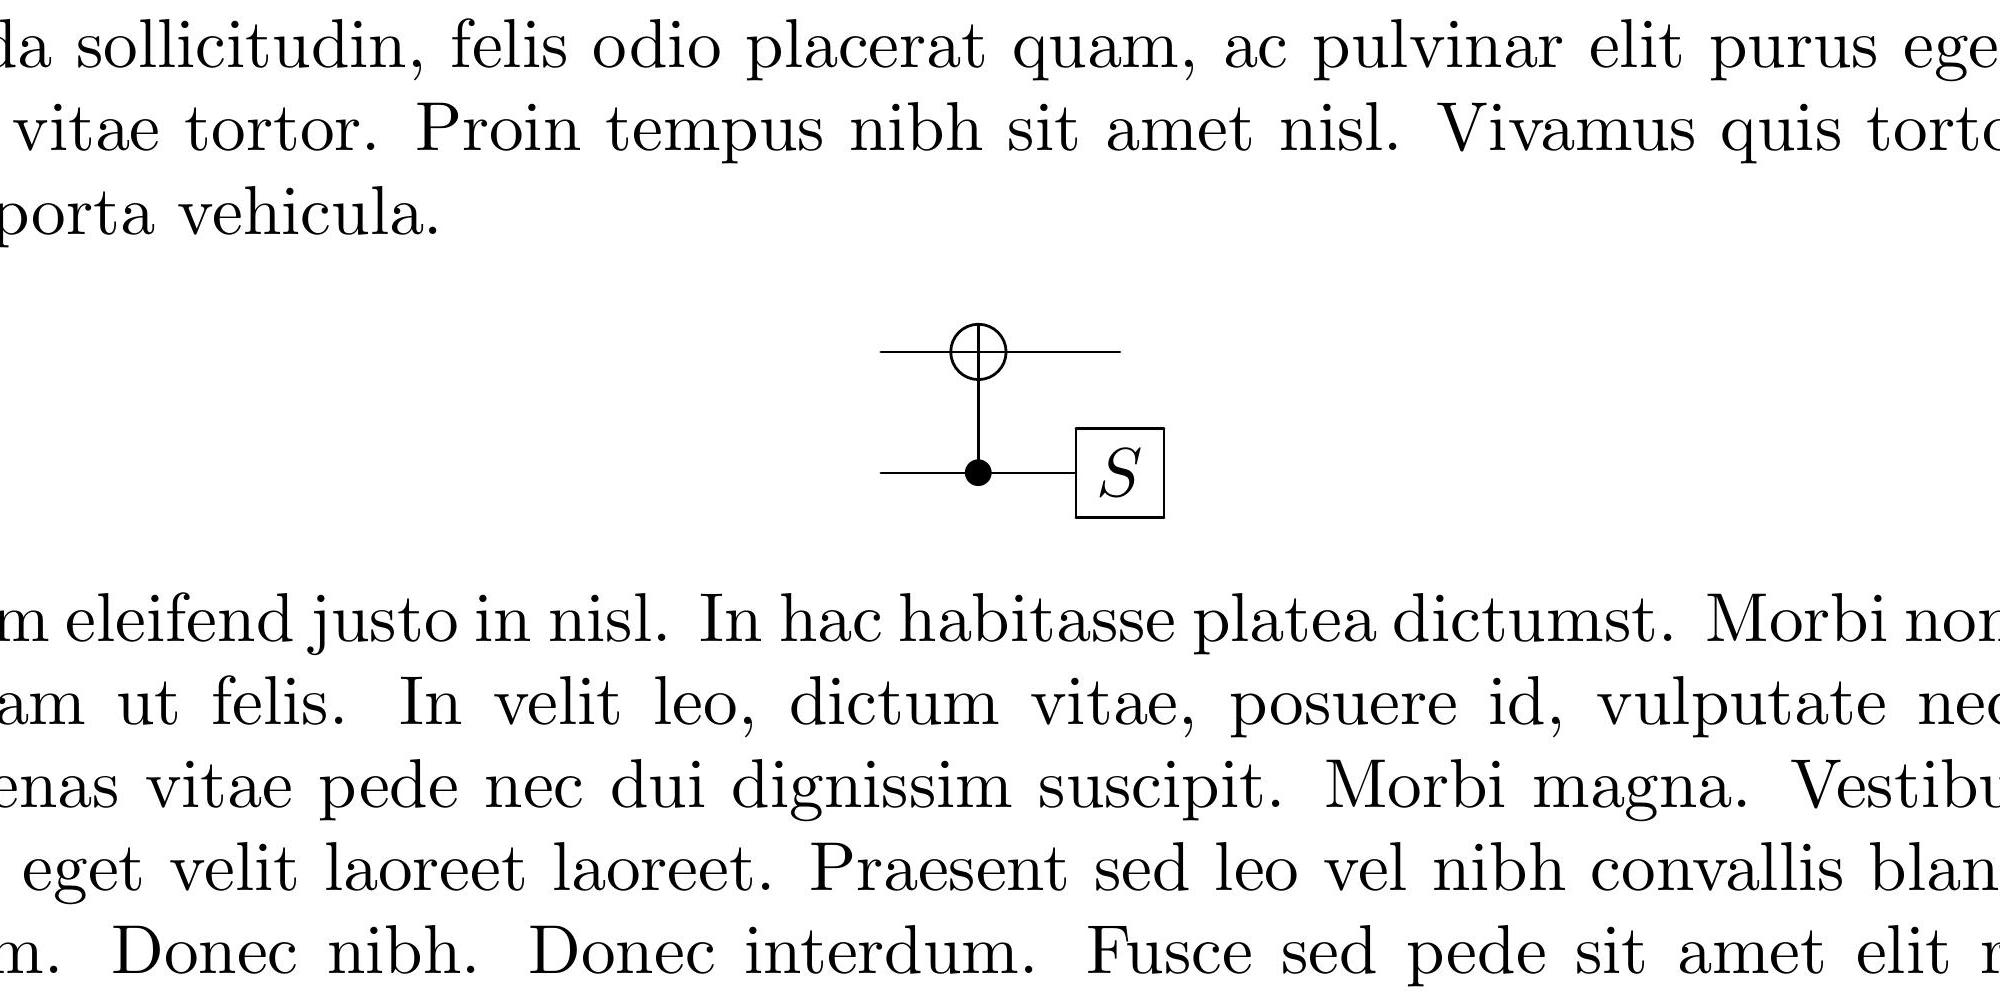 da sollicitudin, felis odio placerat quam, ac pulvinar elit purus ege
vitae tortor. Proin tempus nibh sit amet nisl. Vivamus quis torto
porta vehicula.
S
m eleifend justo in nisl. In hac habitasse platea dictumst. Morbi non
am ut felis. In velit leo, dictum vitae, posuere id, vulputate nec
enas vitae pede nec dui dignissim suscipit. Morbi magna. Vestibu
eget velit laoreet laoreet. Praesent sed leo vel nibh convallis blan
m. Donec nibh. Donec interdum. Fusce sed pede sit amet elit r